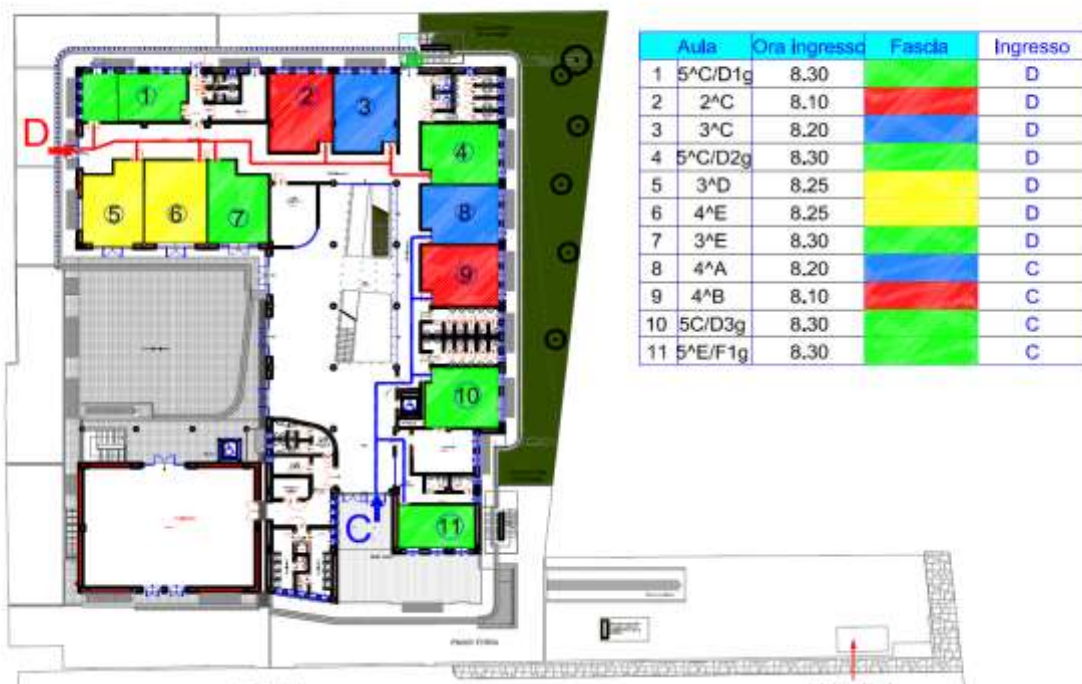 Aula Ora ingresso Fascia Ingresso
1 5^C/D1g 8.30 D
2 2^C 8.10 D
3 3^C 8.20 D
4 5^C/D2g 8.30 D
5 3^D 8.25 D
6 4^E 8.25 D
7 3^E 8.30 D
8 4^A 8.20 C
9 4^B 8.10 C
10 5C/D3g 8.30 C
11 5^E/F1g 8.30 C
1
2
3
D
4
5
6
7
8
9
10
C
11
PIANO TERRA